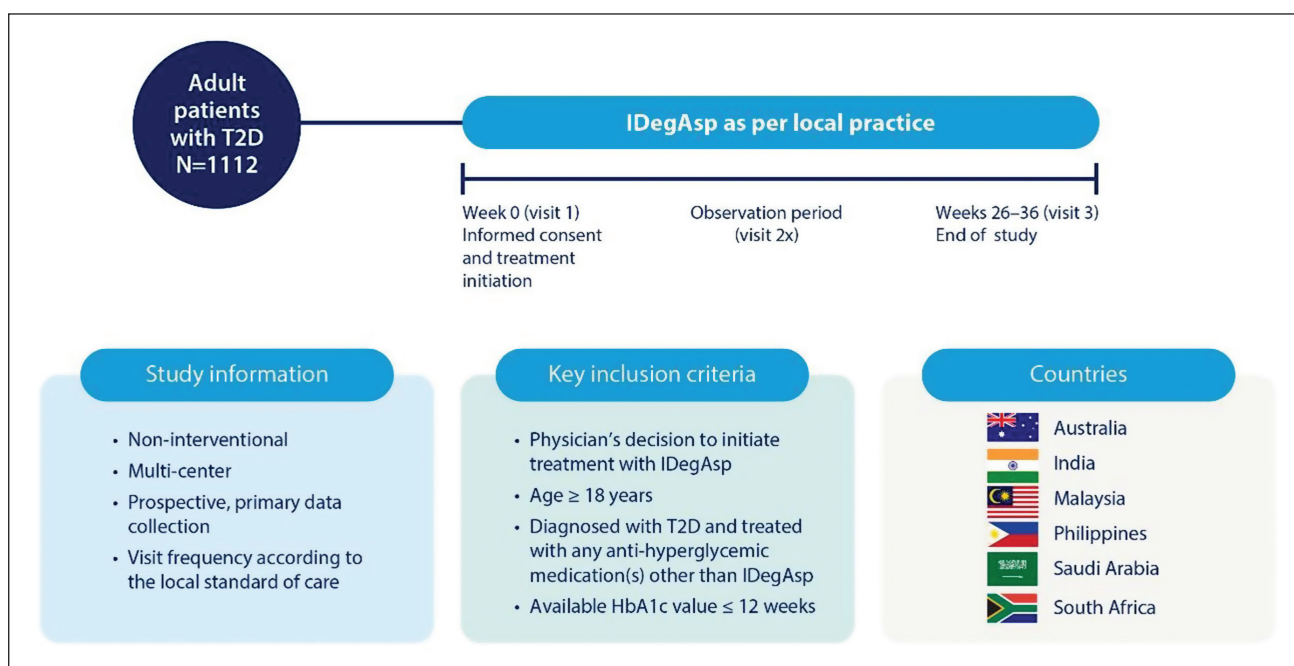 Adult
patients
with T2D
N=1112
IDegAsp as per local practice
Week 0 (visit 1)
Informed consent
and treatment
initiation
Observation period
(visit 2x)
Weeks 26–36 (visit 3)
End of study
Study information
• Non-interventional
• Multi-center
• Prospective, primary data
collection
• Visit frequency according to
the local standard of care
Key inclusion criteria
• Physician's decision to initiate
treatment with IDegAsp
• Age ≥ 18 years
• Diagnosed with T2D and treated
with any anti-hyperglycemic
medication(s) other than IDegAsp
• Available HbA1c value ≤ 12 weeks
Countries
Australia
India
Malaysia
Philippines
Saudi Arabia
South Africa